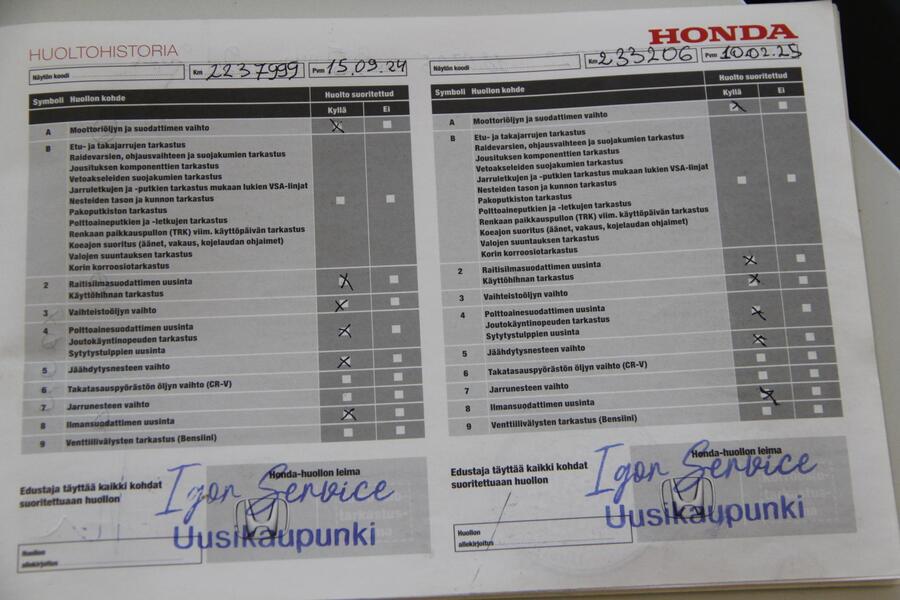 HUOLTOHISTORIA
Näytön koodi
Km 2237999
Pvm 15.09.24
Symboli Huollon kohde
Huolto suoritettud
Kyllä Ei
A Moottoriöljyn ja suodattimen vaihto
B Etu- ja takajarrujen tarkastus
Raidevarsien, ohjausvaihteen ja suojakumien tarkastus
Jousituksen komponenttien tarkastus
Vetoakseleiden suojakumien tarkastus
Jarruletkujen ja -putkien tarkastus mukaan lukien VSA-linjat
Nesteiden tason ja kunnon tarkastus
Pakoputkiston tarkastus
Polttoaineputkien ja -letkujen tarkastus
Renkaan paikkauspullon (TRK) viim. käyttöpäivän tarkastus
Koeajon suoritus (äänet, vakaus, kojelaudan ohjaimet)
Valojen suuntauksen tarkastus
Korin korroosiotarkastus
2 Raitisilmasuodattimen uusinta
Käyttöhihnan tarkastus
3 Vaihteistoöljyn vaihto
4 Polttoainesuodattimen uusinta
Joutokäyntinopeuden tarkastus
Sytytystulppien uusinta
5 Jäähdytysnesteen vaihto
6 Takatasauspyörästön öljyn vaihto (CR-V)
7 Jarrunesteen vaihto
8 Ilmansuodattimen uusinta
9 Venttiilivälysten tarkastus (Bensiini)
Edustaja täyttää kaikki kohdat
suoritettuaan huollon
Honda-huollon leima
Igor Service
Uusikaupunki
Huollon
allekirjoitus
HONDA
Näytön koodi
Km 233206
Pvm 10.02.25
Symboli Huollon kohde
Huolto suoritettud
Kyllä Ei
A Moottoriöljyn ja suodattimen vaihto
B Etu- ja takajarrujen tarkastus
Raidevarsien, ohjausvaihteen ja suojakumien tarkastus
Jousituksen komponenttien tarkastus
Vetoakseleiden suojakumien tarkastus
Jarruletkujen ja -putkien tarkastus mukaan lukien VSA-linjat
Nesteiden tason ja kunnon tarkastus
Pakoputkiston tarkastus
Polttoaineputkien ja -letkujen tarkastus
Renkaan paikkauspullon (TRK) viim. käyttöpäivän tarkastus
Koeajon suoritus (äänet, vakaus, kojelaudan ohjaimet)
Valojen suuntauksen tarkastus
Korin korroosiotarkastus
2 Raitisilmasuodattimen uusinta
Käyttöhihnan tarkastus
3 Vaihteistoöljyn vaihto
4 Polttoainesuodattimen uusinta
Joutokäyntinopeuden tarkastus
Sytytystulppien uusinta
5 Jäähdytysnesteen vaihto
6 Takatasauspyörästön öljyn vaihto (CR-V)
7 Jarrunesteen vaihto
8 Ilmansuodattimen uusinta
9 Venttiilivälysten tarkastus (Bensiini)
Edustaja täyttää kaikki kohdat
suoritettuaan huollon
Honda-huollon leima
Igor Service
Uusikaupunki
Huollon
allekirjoitus